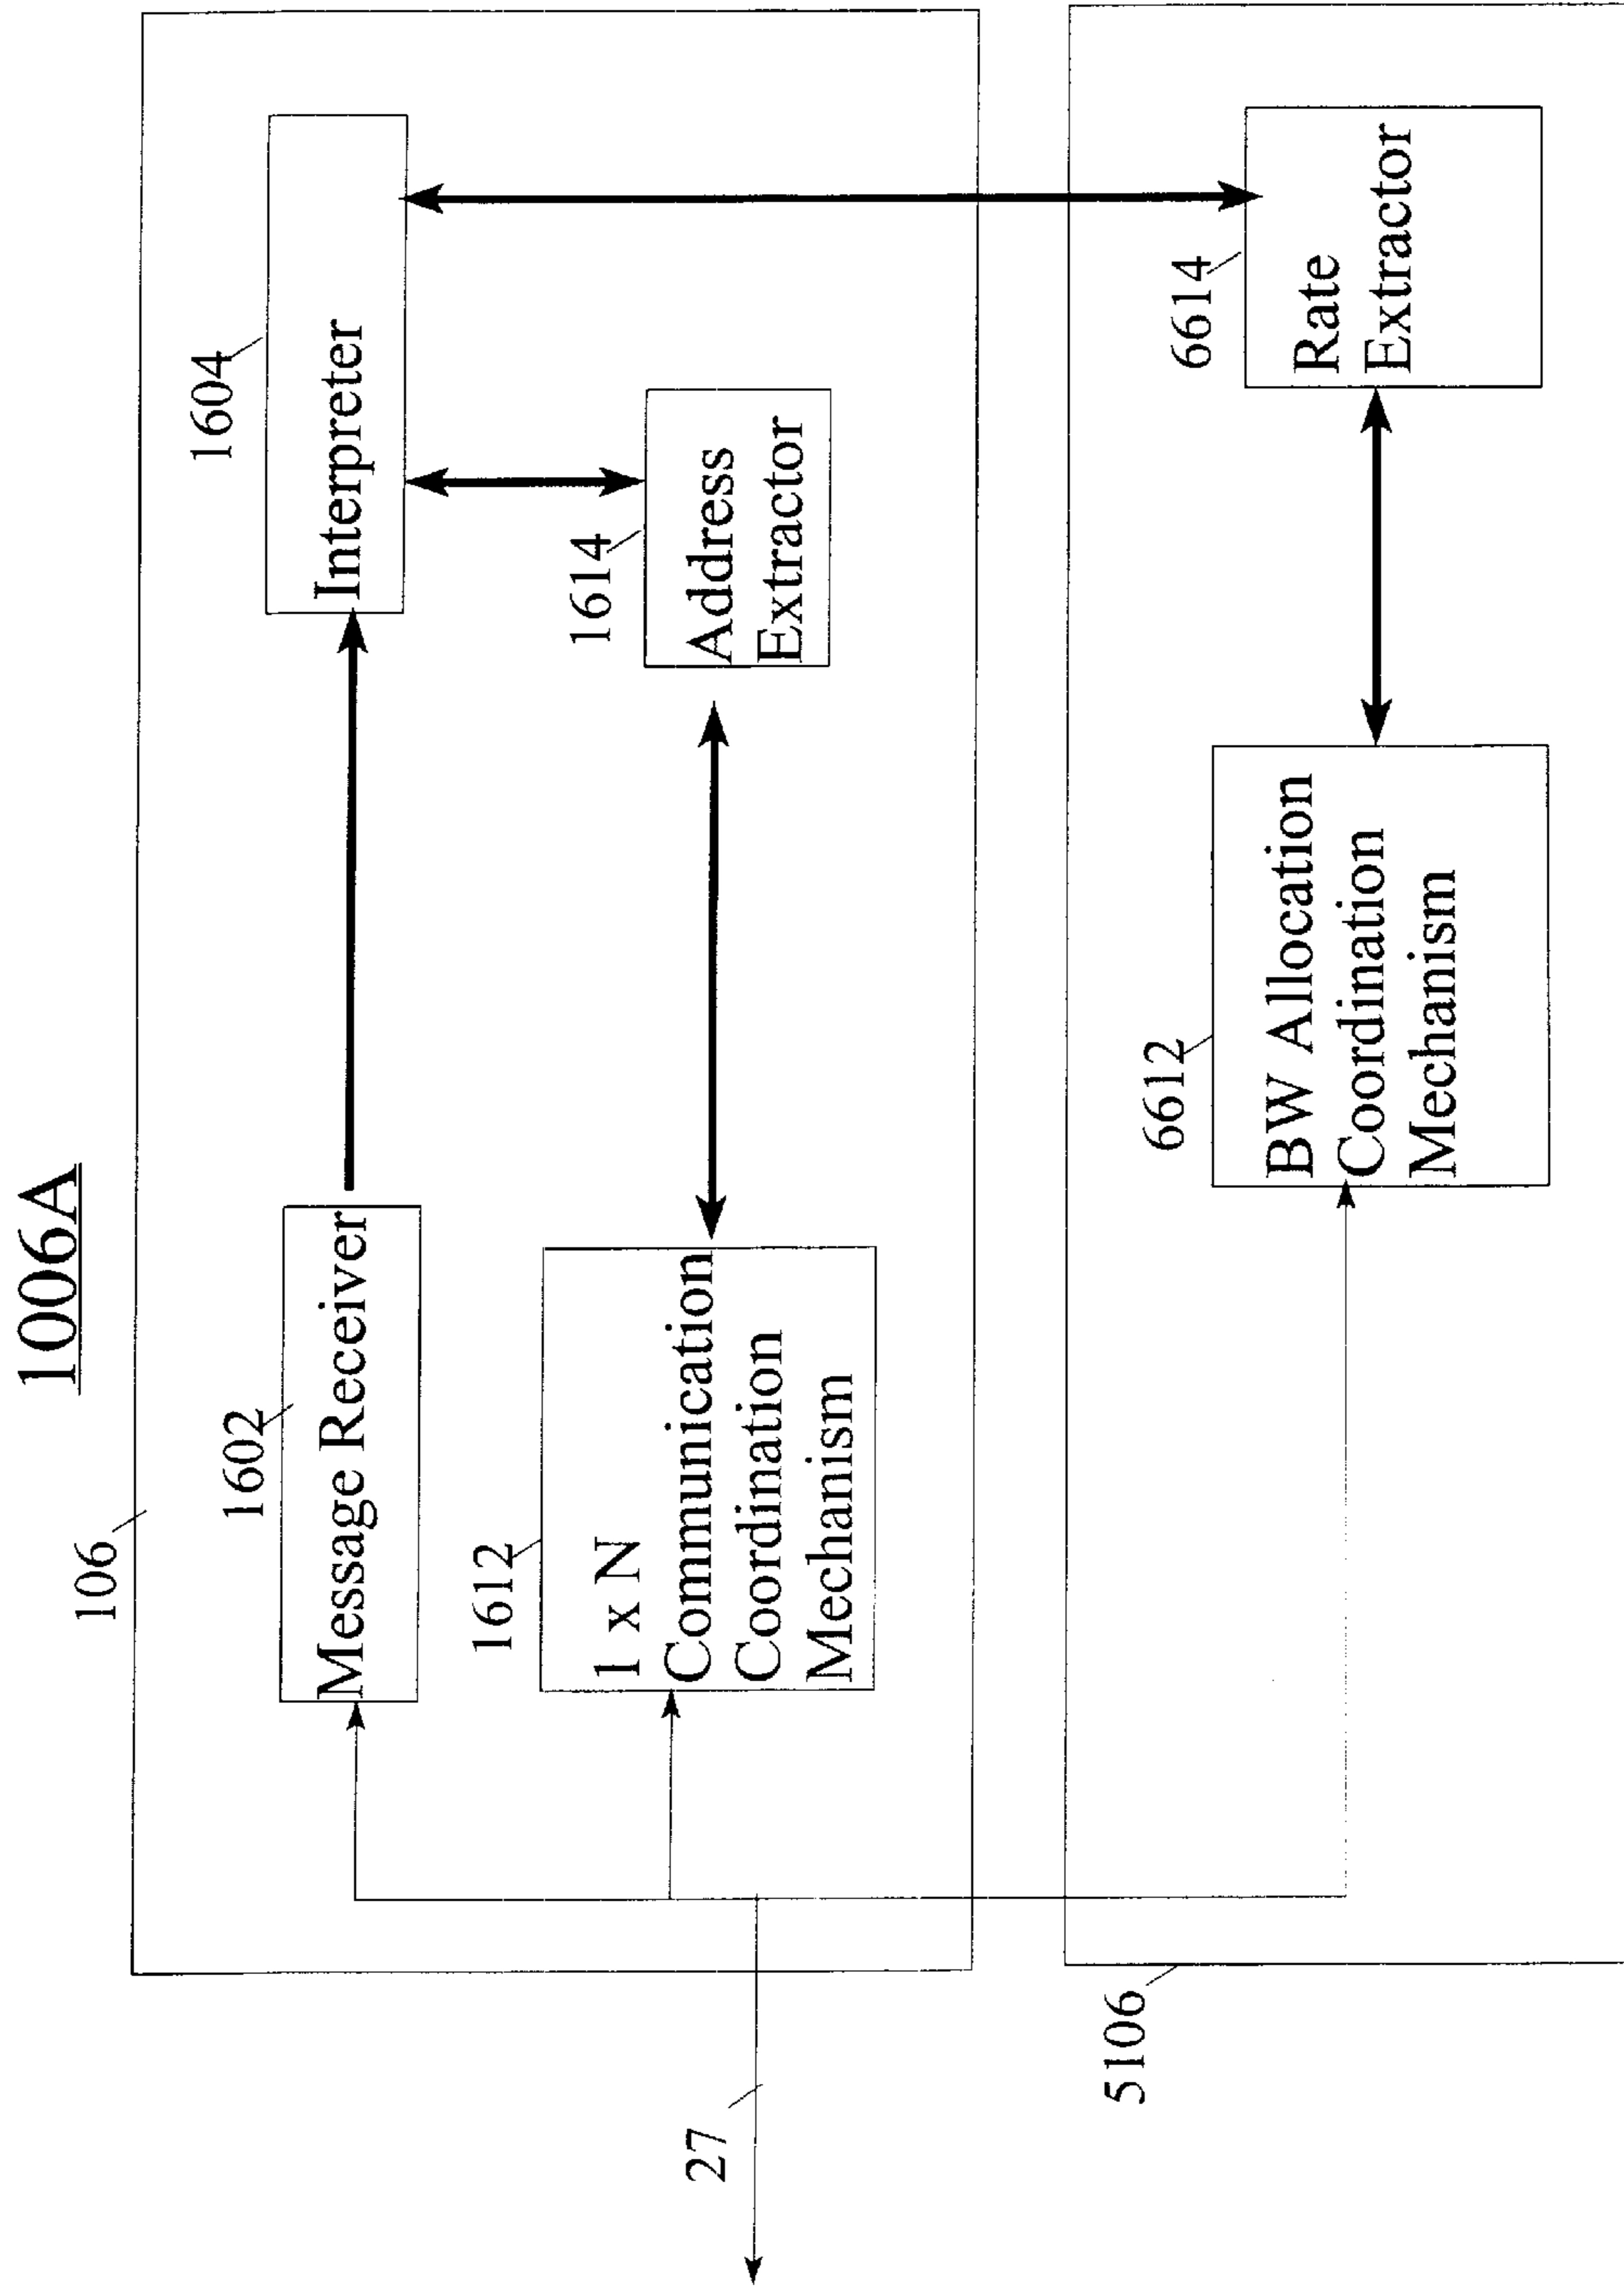 1006A
106
1602
Message Receiver
1604
Interpreter
1612
1 x N
Communication
Coordination
Mechanism
1614
Address
Extractor
27
5106
6612
BW Allocation
Coordination
Mechanism
6614
Rate
Extractor